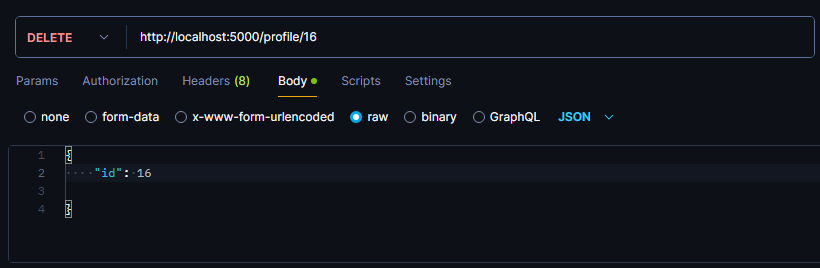 DELETE http://localhost:5000/profile/16
Params Authorization Headers (8) Body Scripts Settings
none form-data x-www-form-urlencoded raw binary GraphQL JSON
1 {
2 "id": 16
3
4 }